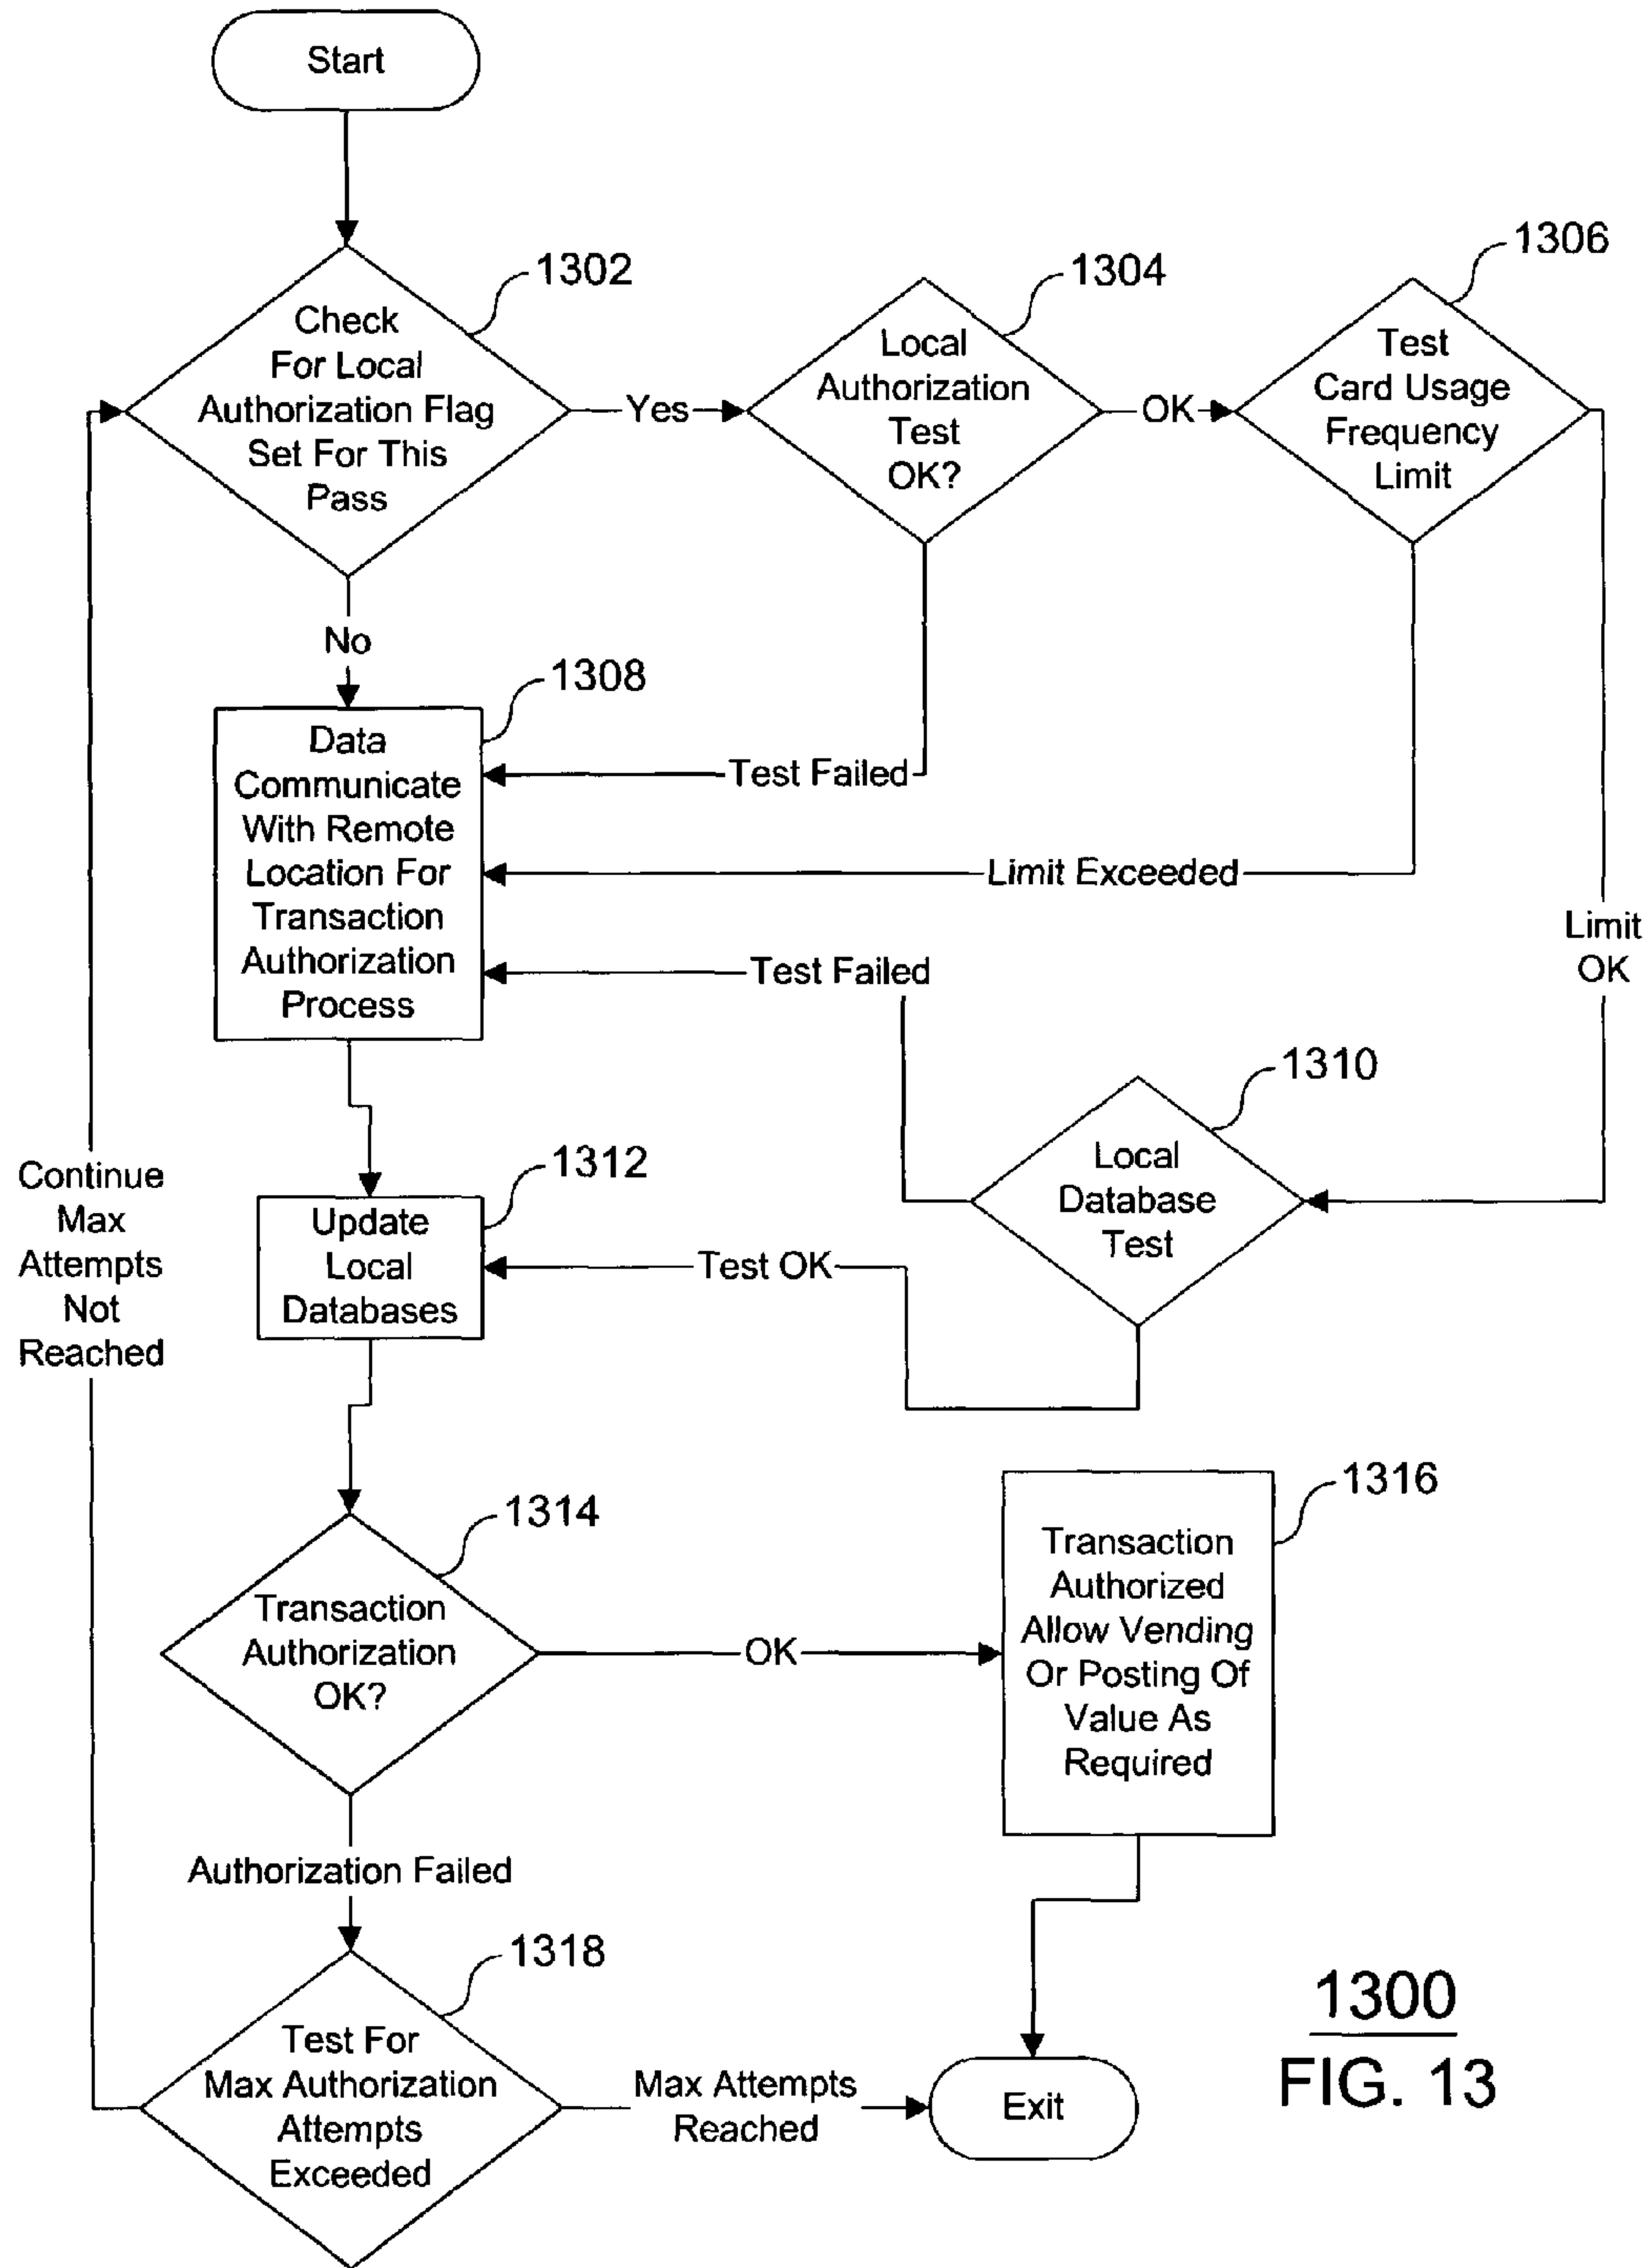 Start
1302
Check
For Local
Authorization Flag
Set For This
Pass
Yes
1304
Local
Authorization
Test
OK?
OK
1306
Test
Card Usage
Frequency
Limit
No
1308
Data
Communicate
With Remote
Location For
Transaction
Authorization
Process
Test Failed
Limit Exceeded
Test Failed
Limit
OK
1310
Local
Database
Test
Continue
Max
Attempts
Not
Reached
1312
Update
Local
Databases
Test OK
1314
Transaction
Authorization
OK?
OK
1316
Transaction
Authorized
Allow Vending
Or Posting Of
Value As
Required
Authorization Failed
1318
Test For
Max Authorization
Attempts
Exceeded
Max Attempts
Reached
Exit
1300
FIG. 13